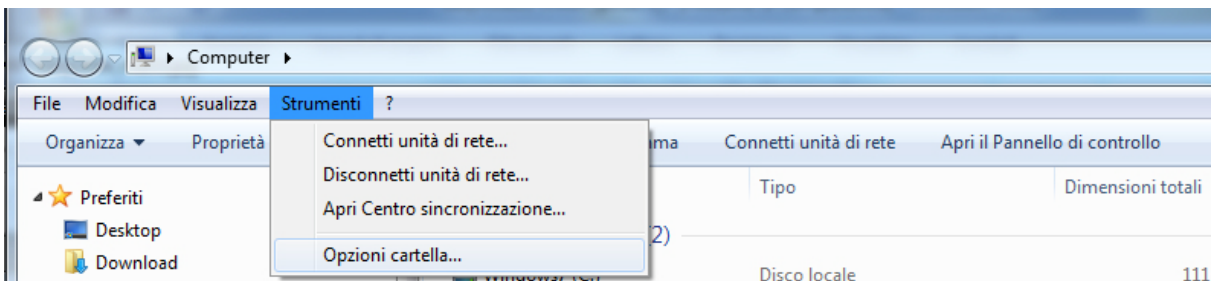 Computer
File Modifica Visualizza Strumenti ?
Organizza Proprietà Connetti unità di rete Apri il Pannello di controllo
Connetti unità di rete...
Disconnetti unità di rete...
Apri Centro sincronizzazione...
Opzioni cartella...
Preferiti
Desktop
Download
Tipo Dimensioni totali
2)
Disco locale 111